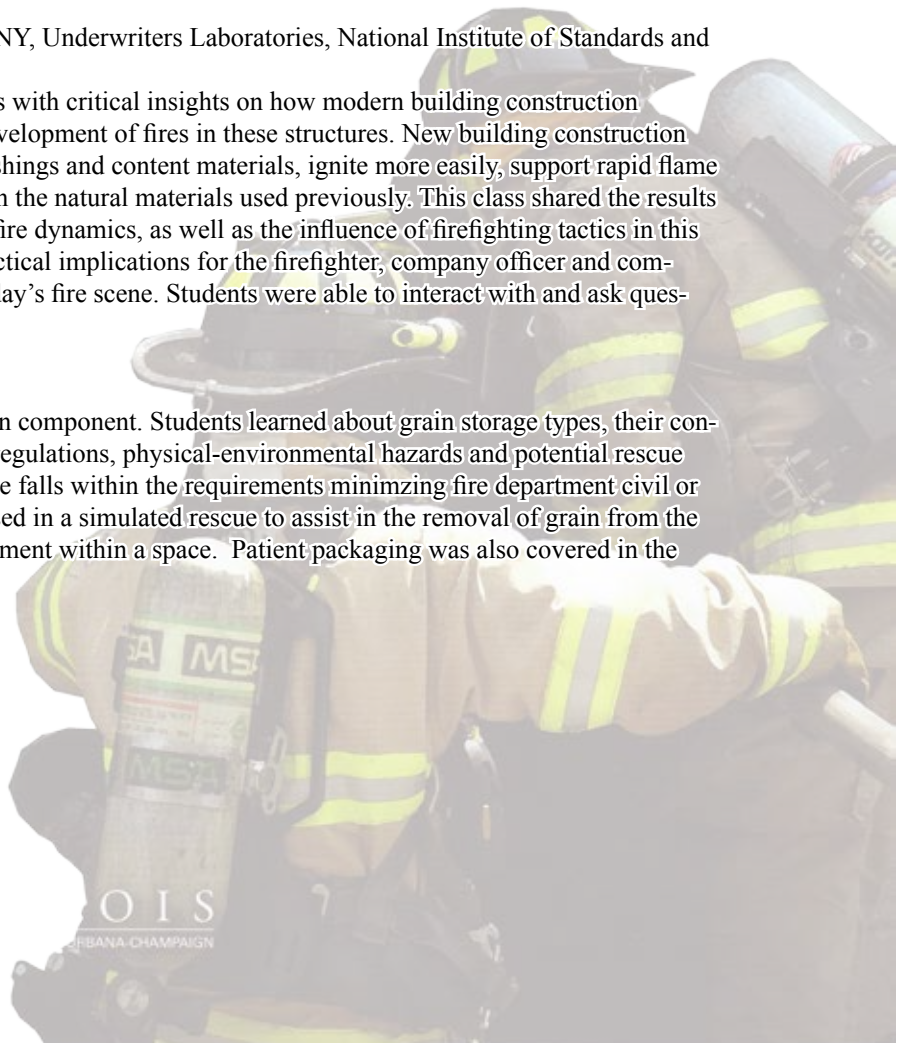 NY, Underwriters Laboratories, National Institute of Standards and
s with critical insights on how modern building construction
velopment of fires in these structures. New building construction
shings and content materials, ignite more easily, support rapid flame
n the natural materials used previously. This class shared the results
fire dynamics, as well as the influence of firefighting tactics in this
ctical implications for the firefighter, company officer and com-
lay's fire scene. Students were able to interact with and ask ques-
n component. Students learned about grain storage types, their con-
egulations, physical-environmental hazards and potential rescue
e falls within the requirements minimzing fire department civil or
sed in a simulated rescue to assist in the removal of grain from the
ment within a space. Patient packaging was also covered in the
SA MSA
MSA
OIS
URBANA-CHAMPAIGN